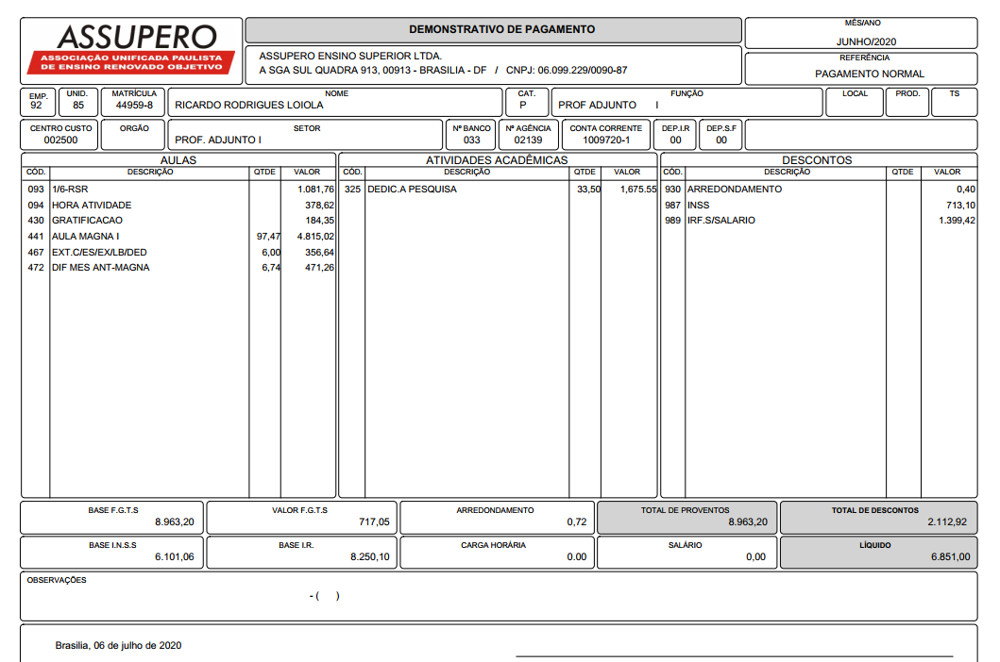 ASSUPERO
ASSOCIAÇÃO UNIFICADA PAULISTA
DE ENSINO RENOVADO OBJETIVO
DEMONSTRATIVO DE PAGAMENTO
MÊS/ANO
JUNHO/2020
ASSUPERO ENSINO SUPERIOR LTDA.
A SGA SUL QUADRA 913, 00913 - BRASILIA - DF / CNPJ: 06.099.229/0090-87
REFERÊNCIA
PAGAMENTO NORMAL
EMP. UNID. MATRÍCULA NOME CAT. FUNÇÃO LOCAL PROD. TS
92 85 44959-8 RICARDO RODRIGUES LOIOLA P PROF ADJUNTO I
CENTRO CUSTO ORGÃO SETOR Nº BANCO Nº AGÊNCIA CONTA CORRENTE DEP.I.R DEP.S.F
002500 PROF. ADJUNTO I 033 02139 1009720-1 00 00
AULAS ATIVIDADES ACADÊMICAS DESCONTOS
CÓD. DESCRIÇÃO QTDE VALOR CÓD. DESCRIÇÃO QTDE VALOR CÓD. DESCRIÇÃO QTDE VALOR
093 1/6-RSR 1.081,76 325 DEDIC.A PESQUISA 33,50 1,675.55 930 ARREDONDAMENTO 0,40
094 HORA ATIVIDADE 378,62 987 INSS 713,10
430 GRATIFICACAO 184,35 989 IRF.S/SALARIO 1.399,42
441 AULA MAGNA I 97,47 4.815,02
467 EXT.C/ES/EX/LB/DED 6,00 356,64
472 DIF MES ANT-MAGNA 6,74 471,26
BASE F.G.T.S VALOR F.G.T.S ARREDONDAMENTO TOTAL DE PROVENTOS TOTAL DE DESCONTOS
8.963,20 717,05 0,72 8.963,20 2.112,92
BASE I.N.S.S BASE I.R. CARGA HORÁRIA SALÁRIO LÍQUIDO
6.101,06 8.250,10 0.00 0,00 6.851,00
OBSERVAÇÕES
- ( )
Brasilia, 06 de julho de 2020